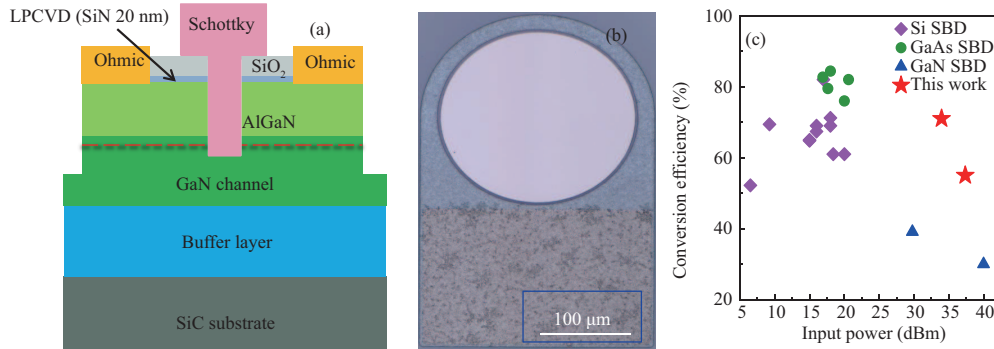 LPCVD (SiN 20 nm)
Schottky
(a)
Ohmic
SiO2
Ohmic
AlGaN
GaN channel
Buffer layer
SiC substrate
(b)
100 μm
(c)
Si SBD
GaAs SBD
GaN SBD
This work
Conversion efficiency (%)
100
80
60
40
20
5 10 15 20 25 30 35 40
Input power (dBm)